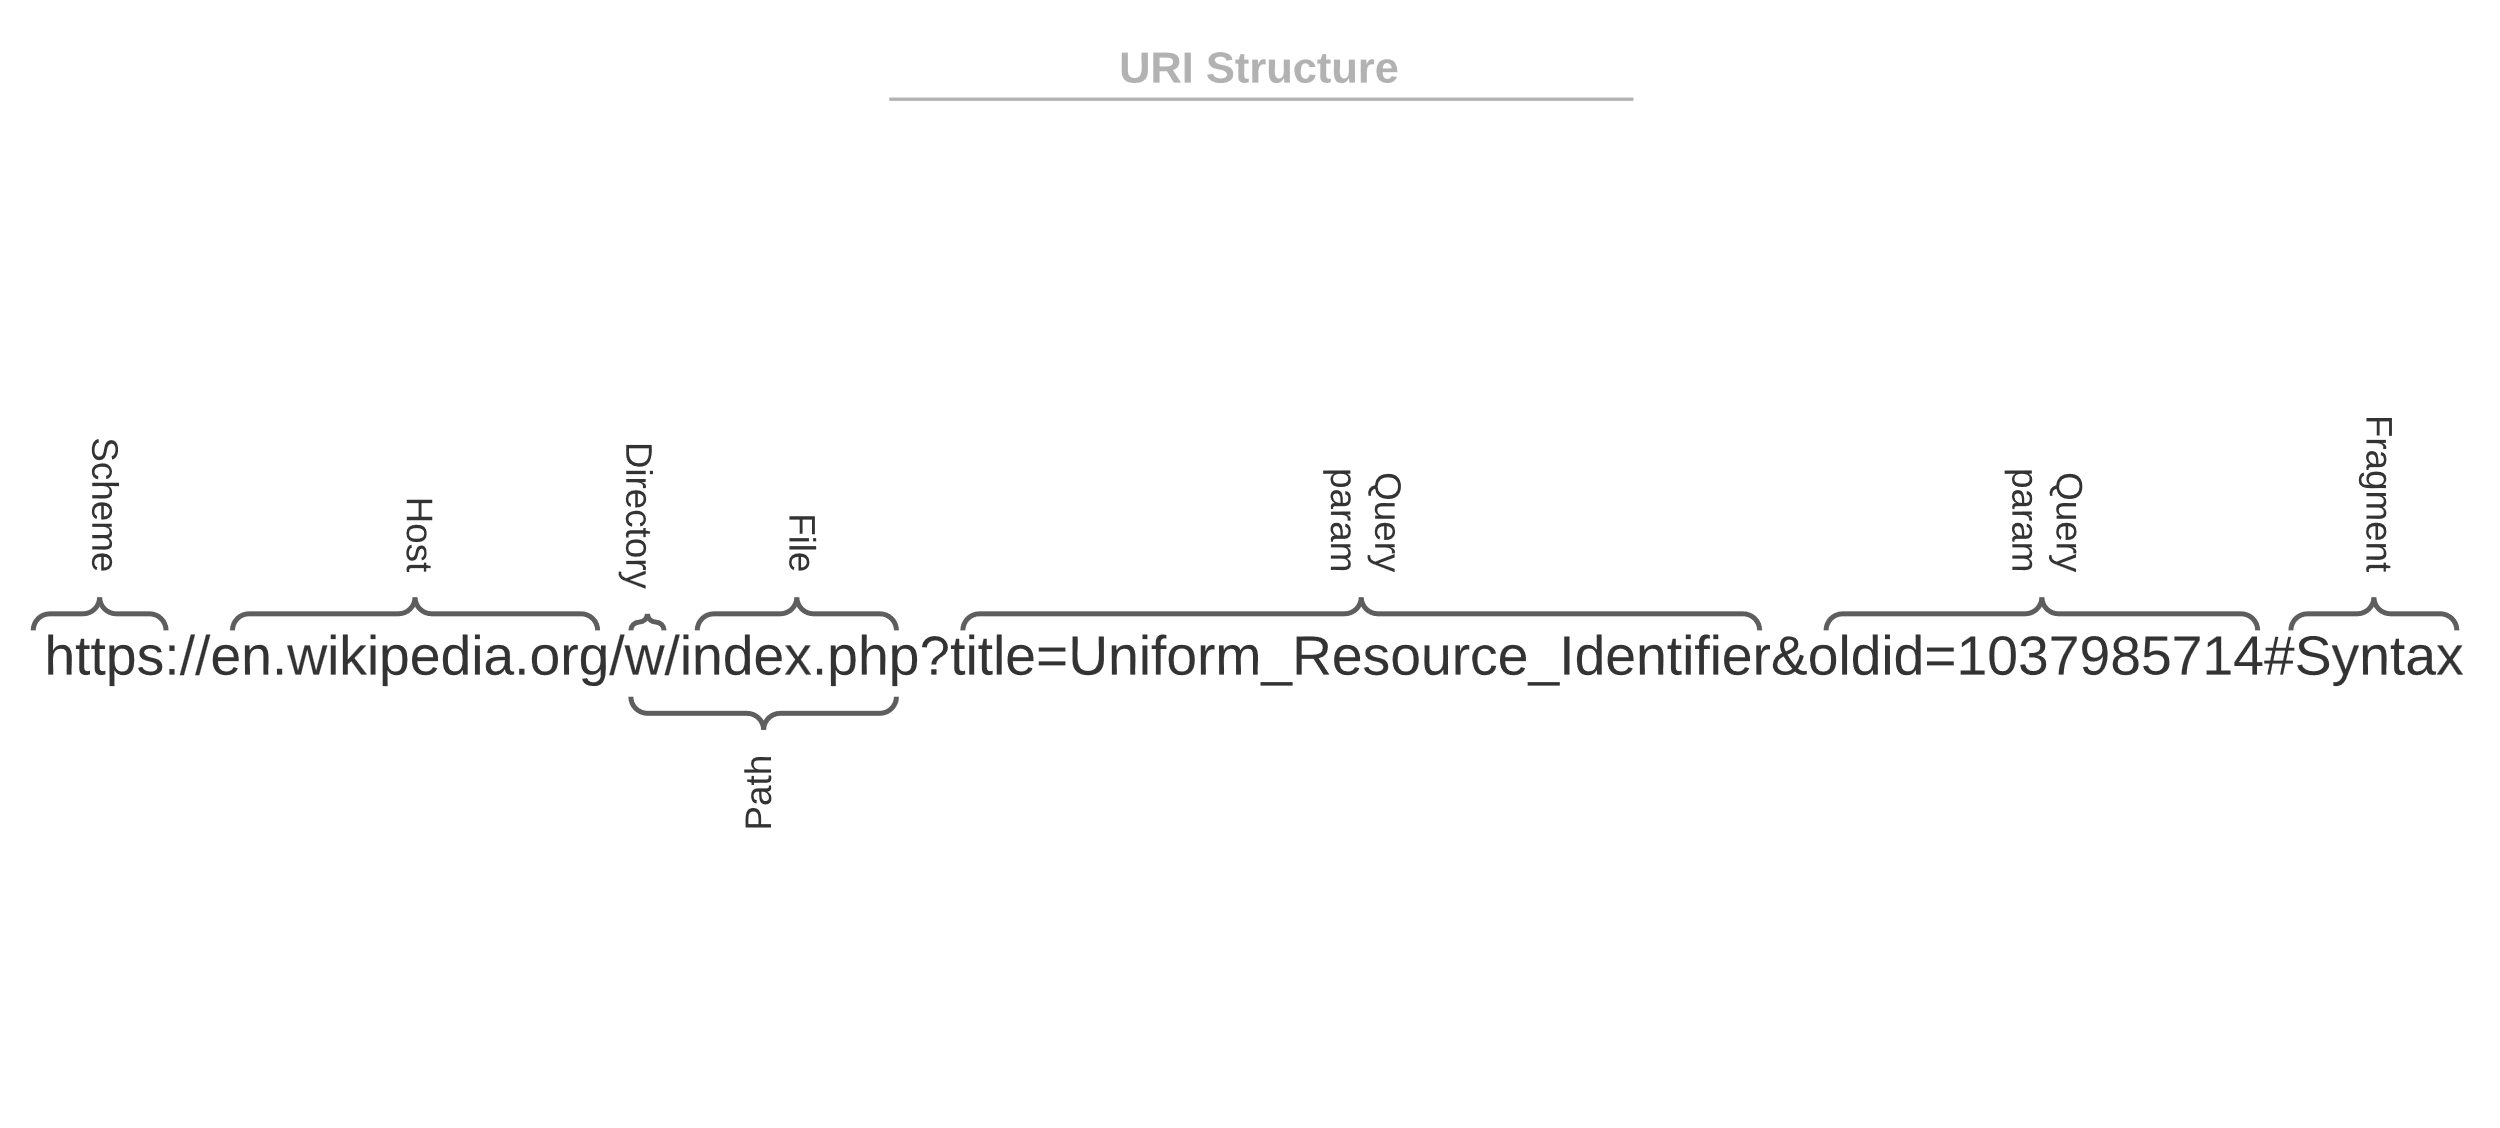 URI Structure
Scheme
Host
Directory
File
Query
param
Query
param
Fragment
https://en.wikipedia.org/w/index.php?title=Uniform_Resource_Identifier&oldid=1087985714#Syntax
Path